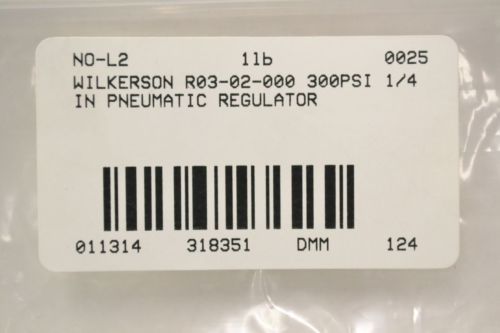 NO-L2 1lb 0025
WILKERSON R03-02-000 300PSI 1/4
IN PNEUMATIC REGULATOR
011314 318351 DMM 124